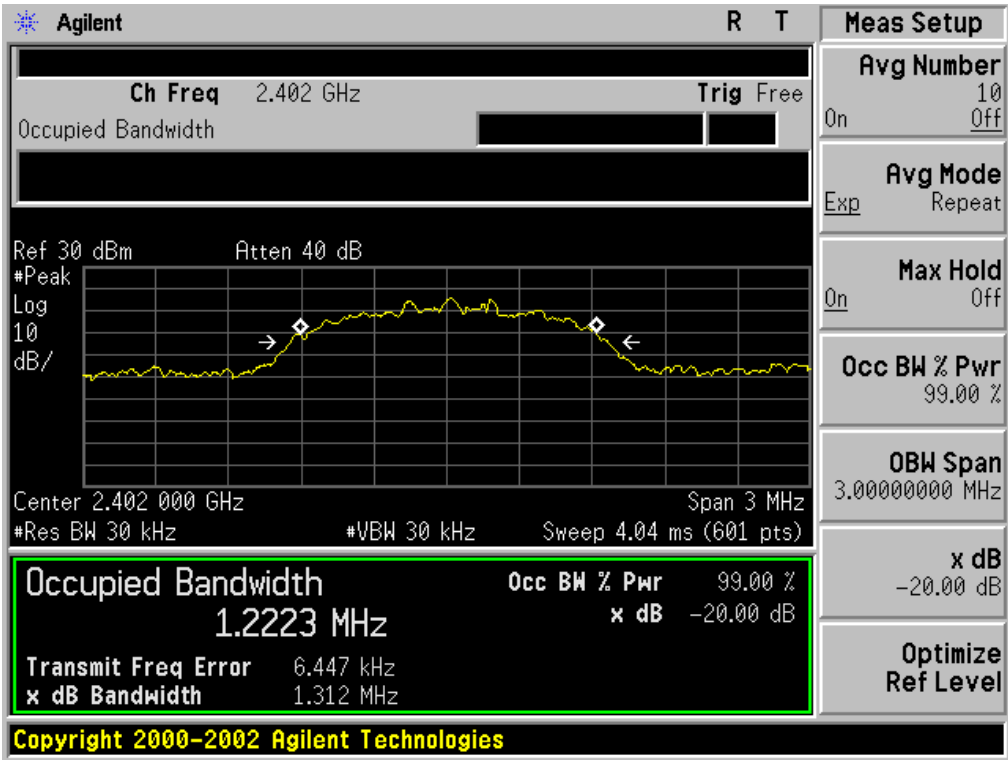 Agilent R T
Ch Freq 2.402 GHz Trig Free
Occupied Bandwidth
Ref 30 dBm Atten 40 dB
#Peak
Log
10
dB/
Center 2.402 000 GHz Span 3 MHz
#Res BW 30 kHz #VBW 30 kHz Sweep 4.04 ms (601 pts)
Occupied Bandwidth Occ BW % Pwr 99.00 %
1.2223 MHz x dB -20.00 dB
Transmit Freq Error 6.447 kHz
x dB Bandwidth 1.312 MHz
Copyright 2000-2002 Agilent Technologies
Meas Setup
Avg Number
10
On Off
Avg Mode
Exp Repeat
Max Hold
On Off
Occ BW % Pwr
99.00 %
OBW Span
3.00000000 MHz
x dB
-20.00 dB
Optimize
Ref Level